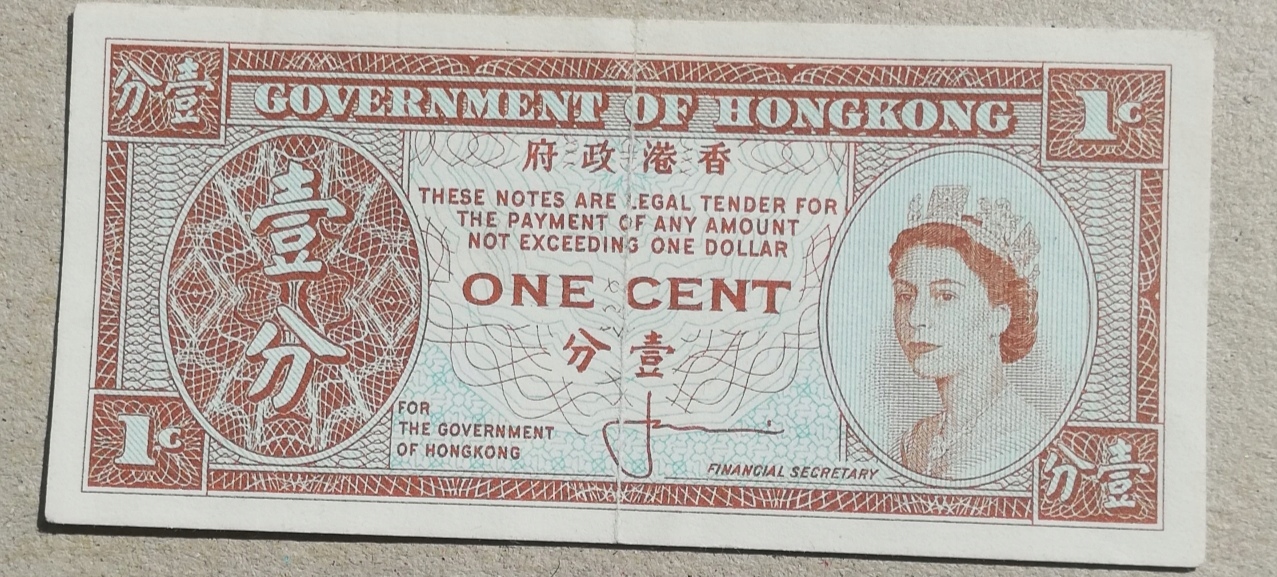 分壹
GOVERNMENT OF HONGKONG
1C
府政港香
THESE NOTES ARE LEGAL TENDER FOR
THE PAYMENT OF ANY AMOUNT
NOT EXCEEDING ONE DOLLAR
ONE CENT
分壹
壹
分
FOR
THE GOVERNMENT
OF HONGKONG
FINANCIAL SECRETARY
1C
分壹